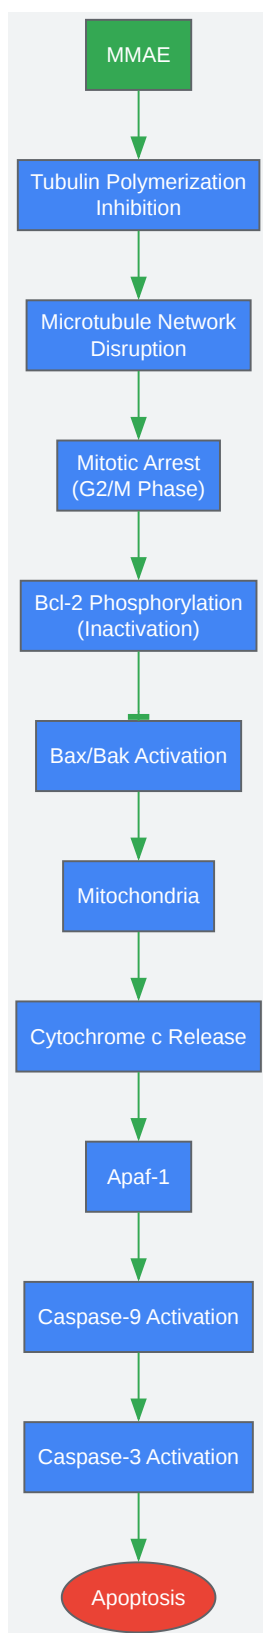 MMAE
Tubulin Polymerization
Inhibition
Microtubule Network
Disruption
Mitotic Arrest
(G2/M Phase)
Bcl-2 Phosphorylation
(Inactivation)
Bax/Bak Activation
Mitochondria
Cytochrome c Release
Apaf-1
Caspase-9 Activation
Caspase-3 Activation
Apoptosis